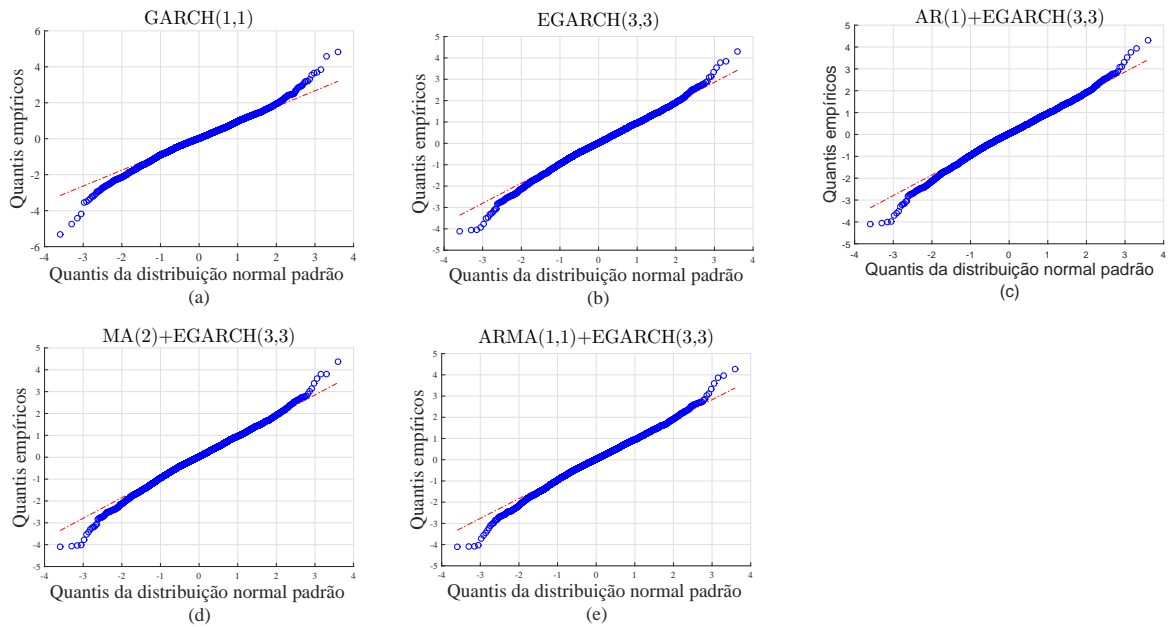 GARCH(1,1)
Quantis empíricos
6
4
2
0
-2
-4
-6
-4 -3 -2 -1 0 1 2 3 4
Quantis da distribuição normal padrão
(a)
EGARCH(3,3)
Quantis empíricos
5
4
3
2
1
0
-1
-2
-3
-4
-5
-4 -3 -2 -1 0 1 2 3 4
Quantis da distribuição normal padrão
(b)
AR(1)+EGARCH(3,3)
Quantis empíricos
5
4
3
2
1
0
-1
-2
-3
-4
-5
-4 -3 -2 -1 0 1 2 3 4
Quantis da distribuição normal padrão
(c)
MA(2)+EGARCH(3,3)
Quantis empíricos
5
4
3
2
1
0
-1
-2
-3
-4
-5
-4 -3 -2 -1 0 1 2 3 4
Quantis da distribuição normal padrão
(d)
ARMA(1,1)+EGARCH(3,3)
Quantis empíricos
5
4
3
2
1
0
-1
-2
-3
-4
-5
-4 -3 -2 -1 0 1 2 3 4
Quantis da distribuição normal padrão
(e)